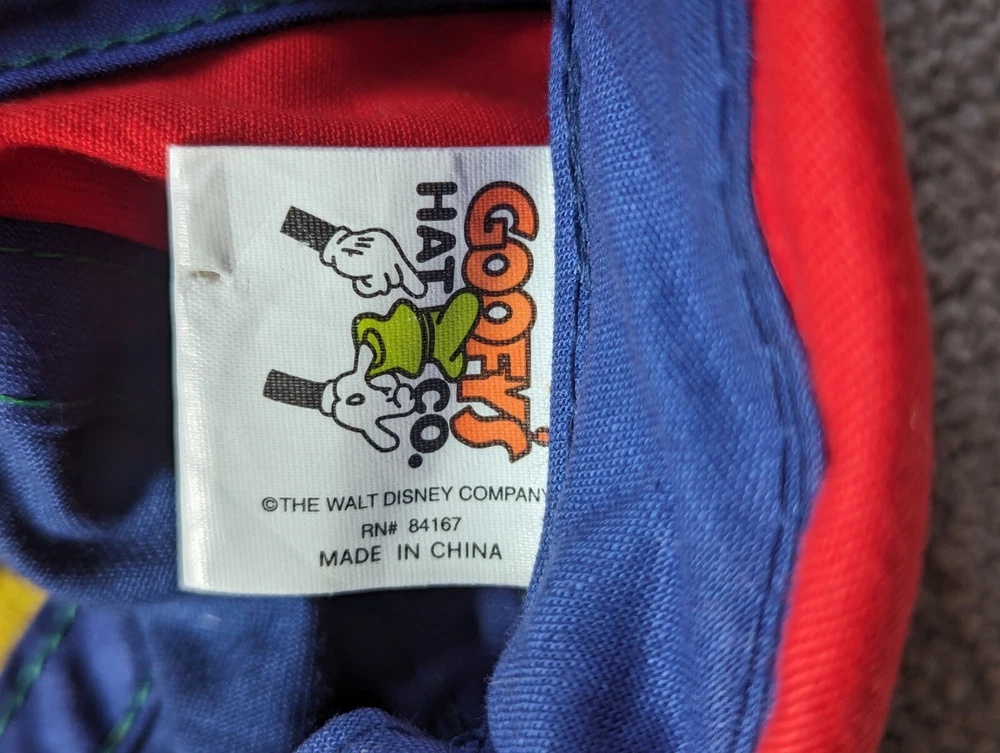 GOOFY'S
HAT CO.
©THE WALT DISNEY COMPANY
RN# 84167
MADE IN CHINA